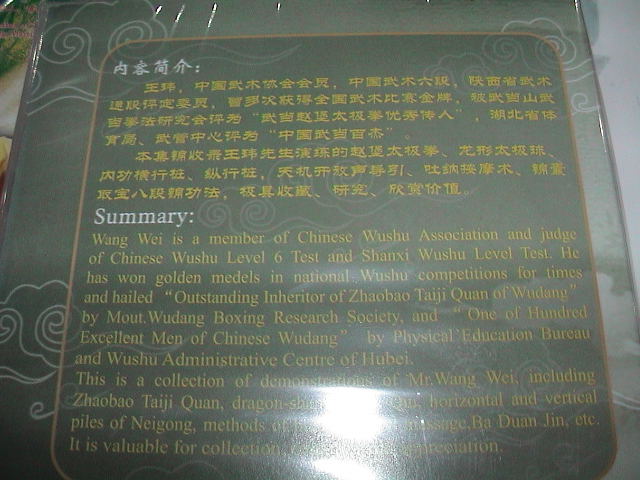 内容简介：
王玮，中国武术协会会员，中国武术六段，陕西省武术
进段评定委员，曾多次获得全国武术比赛金牌，被武当山武
当拳法研究会评为“武当赵堡太极拳优秀传人”，湖北省体
育局、武管中心评为“中国武当百杰”。
本集锦收录王玮先生演练的赵堡太极拳、龙形太极球、
内功横行桩、纵行桩，天机开放声导引、吐纳按摩术、锦囊
取宝八段锦功法，极具收藏、研究、欣赏价值。
Summary:
Wang Wei is a member of Chinese Wushu Association and judge
of Chinese Wushu Level 6 Test and Shanxi Wushu Level Test. He
has won golden medels in national Wushu competitions for times
and hailed “Outstanding Inheritor of Zhaobao Taiji Quan of Wudang”
by Mout.Wudang Boxing Research Society, and “One of Hundred
Excellent Men of Chinese Wudang” by Physical Education Bureau
and Wushu Administrative Centre of Hubei.
This is a collection of demonstrations of Mr.Wang Wei, including
Zhaobao Taiji Quan, horizontal and vertical
piles of Neigong, methods Ba Duan Jin, etc.
It is valuable for collection, appreciation.